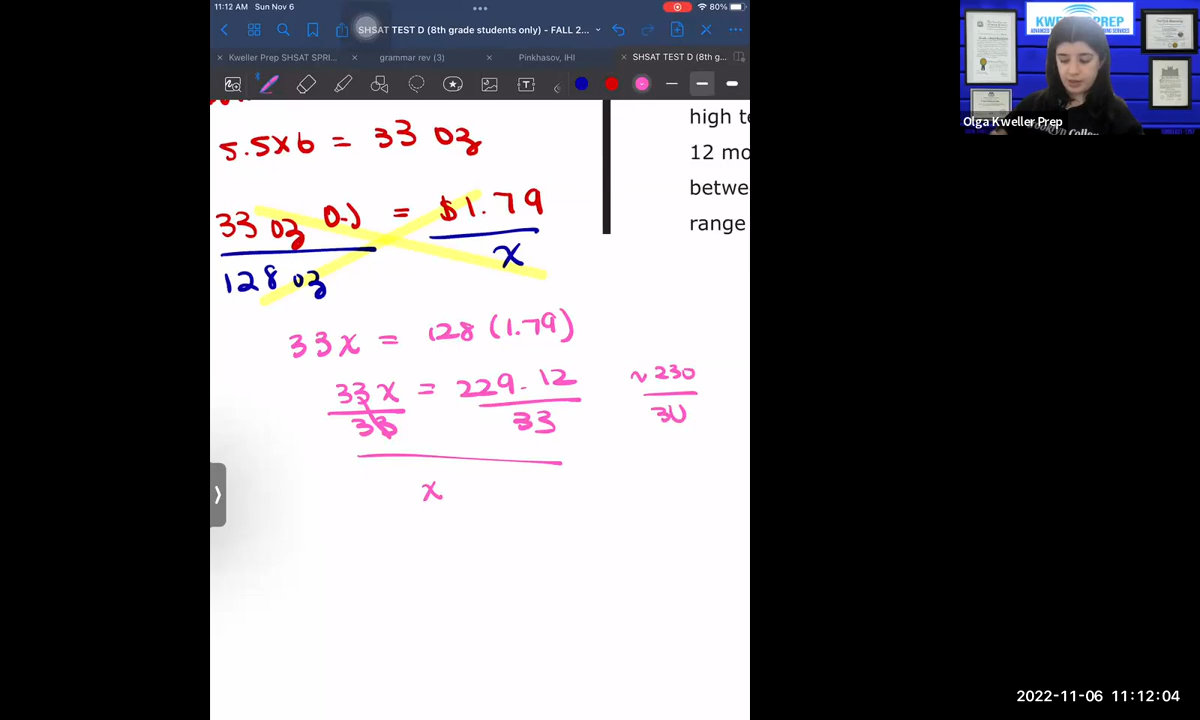 11:12 AM Sun Nov 6
80%
SHSAT TEST D (8th grade students only) - FALL 2...
Kweller Prep SHSAT SPRI...
grammar rev (3)
Pinkhasov, IHI
SHSAT TEST D (8th g...
5.5x6 = 33 oz
33 oz OJ = $1.79
128 oz x
33x = 128 (1.79)
33x = 229.12
33 33
x
~ 230
30
high te
12 mo
betwe
range
KWE PREP
Olga Kweller Prep
2022-11-06 11:12:04